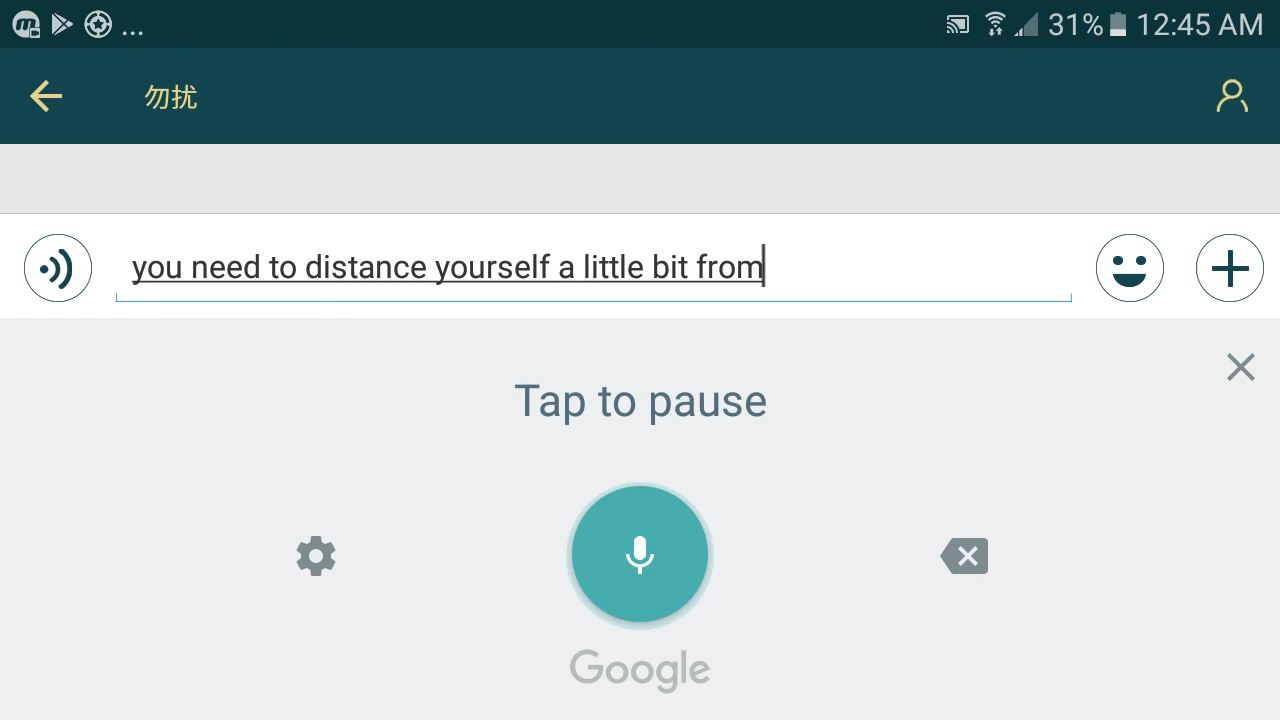 ... 31% 12:45 AM
勿扰
you need to distance yourself a little bit from
Tap to pause
Google